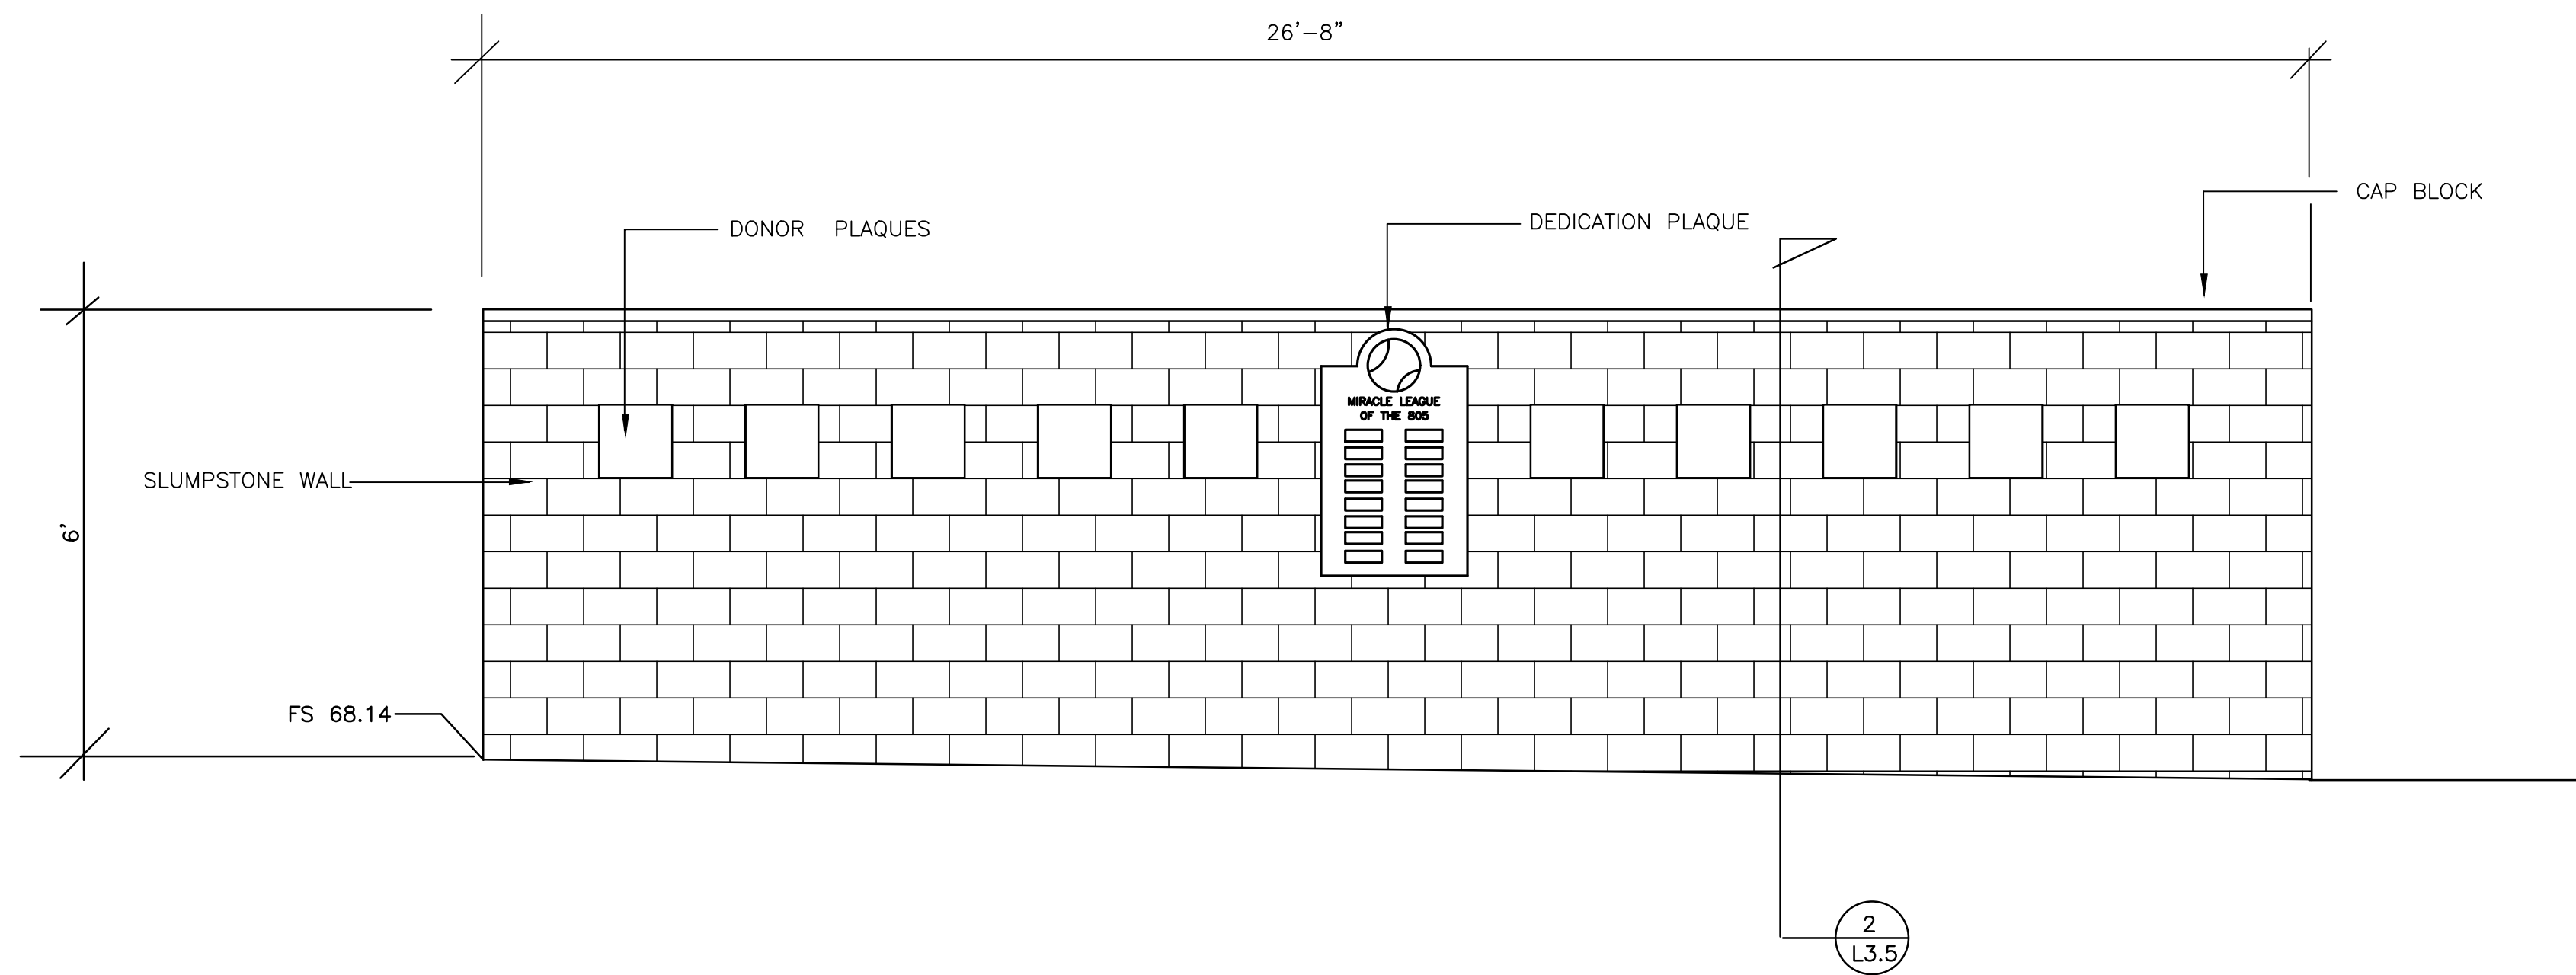 26'-8"
CAP BLOCK
DEDICATION PLAQUE
DONOR PLAQUES
MIRACLE LEAGUE
OF THE 805
SLUMPSTONE WALL
6'
FS 68.14
2
L3.5